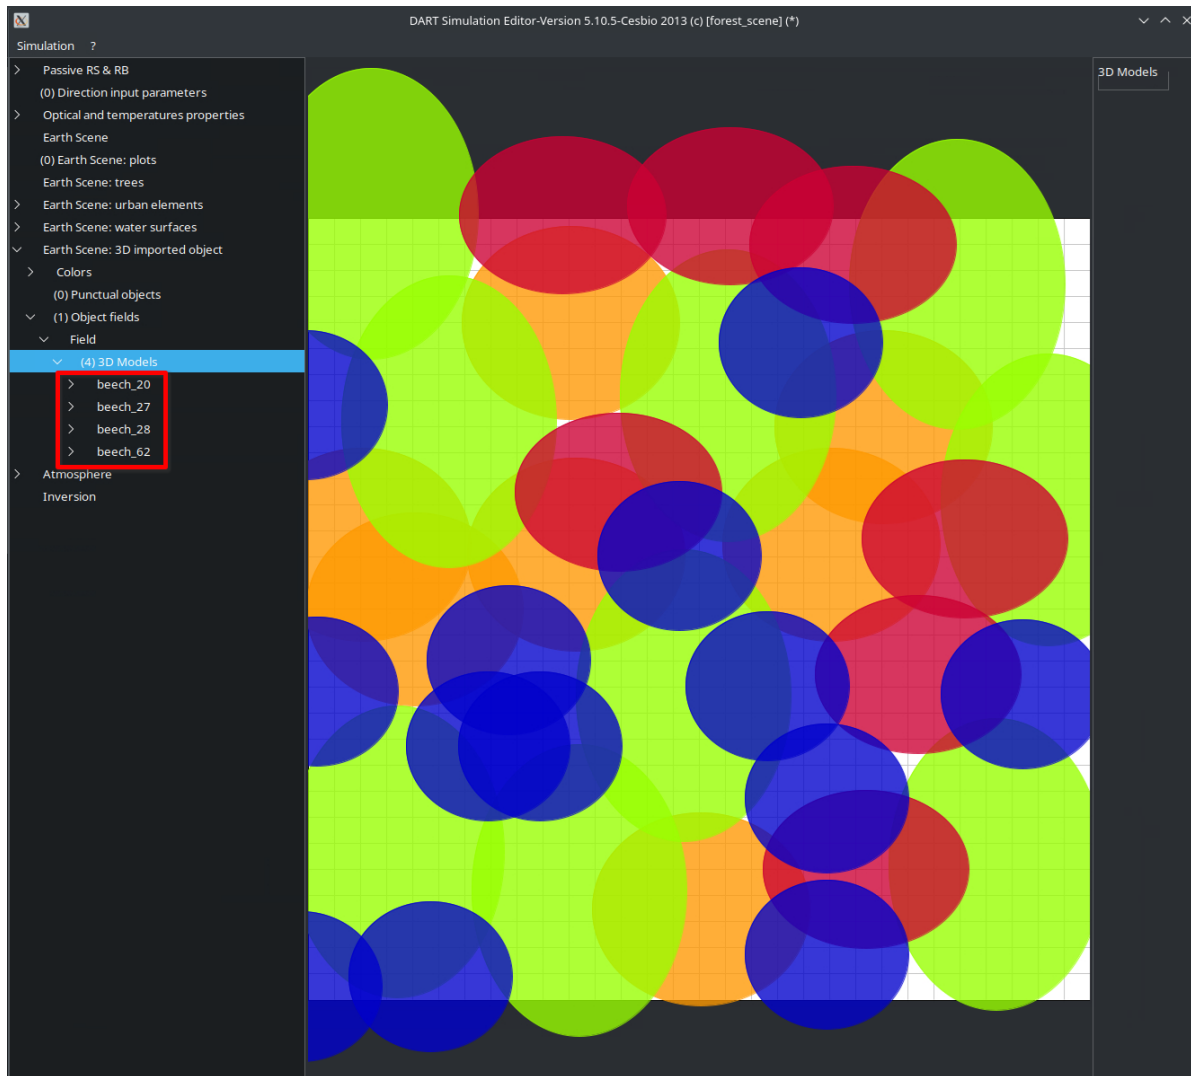 DART Simulation Editor-Version 5.10.5-Cesbio 2013 (c) [forest_scene] (*)
Simulation ?
Passive RS & RB
(0) Direction input parameters
Optical and temperatures properties
Earth Scene
(0) Earth Scene: plots
Earth Scene: trees
Earth Scene: urban elements
Earth Scene: water surfaces
Earth Scene: 3D imported object
Colors
(0) Punctual objects
(1) Object fields
Field
(4) 3D Models
beech_20
beech_27
beech_28
beech_62
Atmosphere
Inversion
3D Models